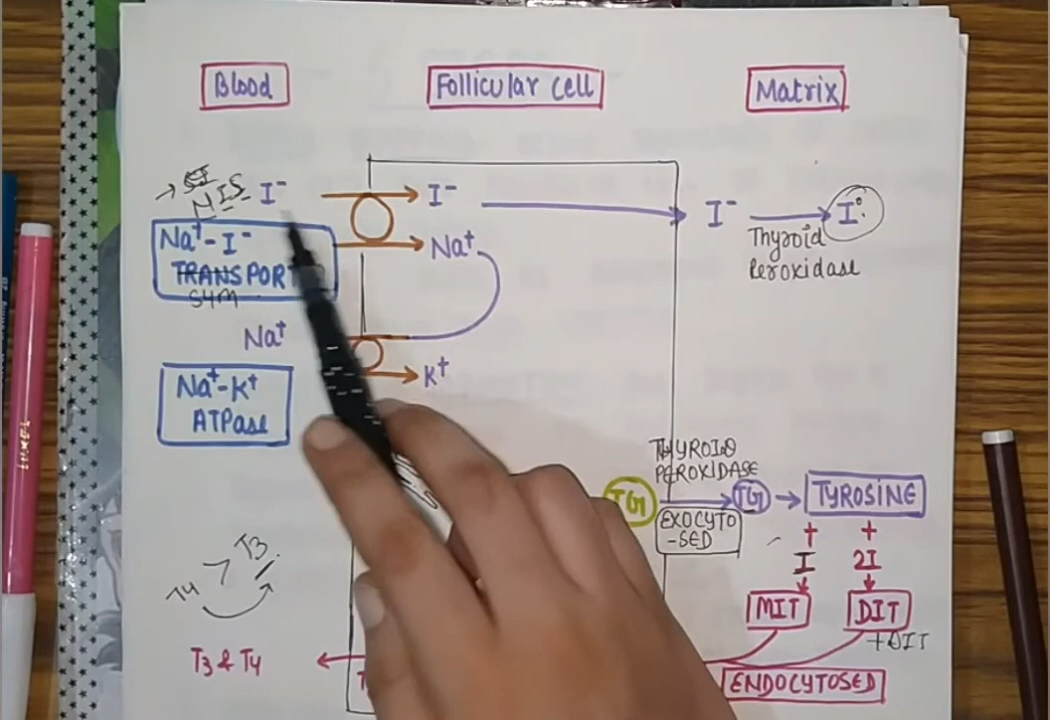 Blood
Follicular Cell
Matrix
→ NIS I⁻
I⁻
I⁻
I°
Na⁺-I⁻
TRANSPORT
SYM
Na⁺
Thyroid
Peroxidase
Na⁺
K⁺
Na⁺-K⁺
ATPase
THYROID
PEROXIDASE
TG
TG
TYROSINE
EXOCYTO
-SED
+ +
I 2I
MIT
DIT
+DIT
T4 T3
T3 & T4
ENDOCYTOSED